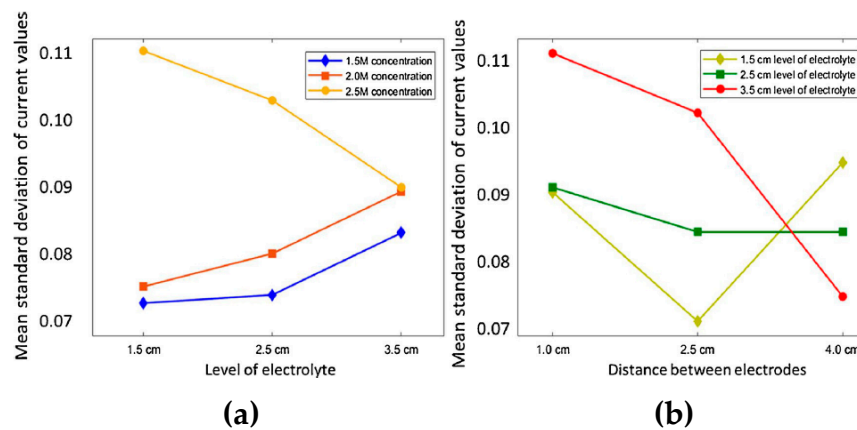 Mean standard deviation of current values
0.11
0.10
0.09
0.08
0.07
1.5M concentration
2.0M concentration
2.5M concentration
1.5 cm
2.5 cm
3.5 cm
Level of electrolyte
(a)
Mean standard deviation of current values
0.11
0.10
0.09
0.08
0.07
1.5 cm level of electrolyte
2.5 cm level of electrolyte
3.5 cm level of electrolyte
1.0 cm
2.5 cm
4.0 cm
Distance between electrodes
(b)